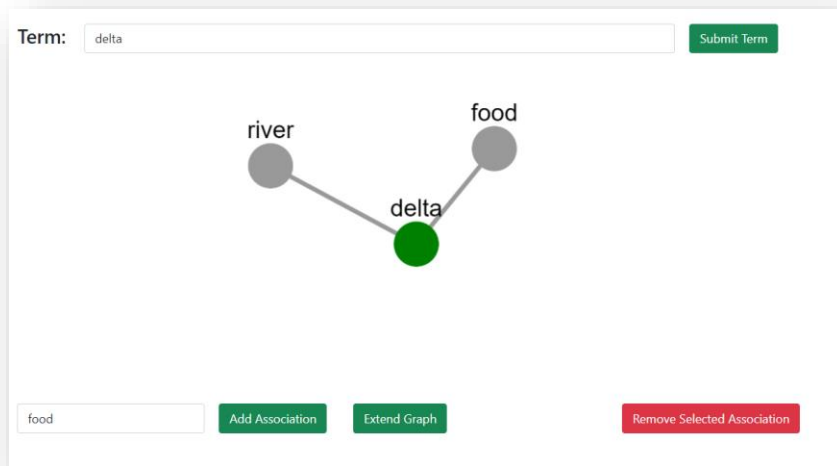 Term: delta Submit Term
food
river
delta
food Add Association Extend Graph Remove Selected Association